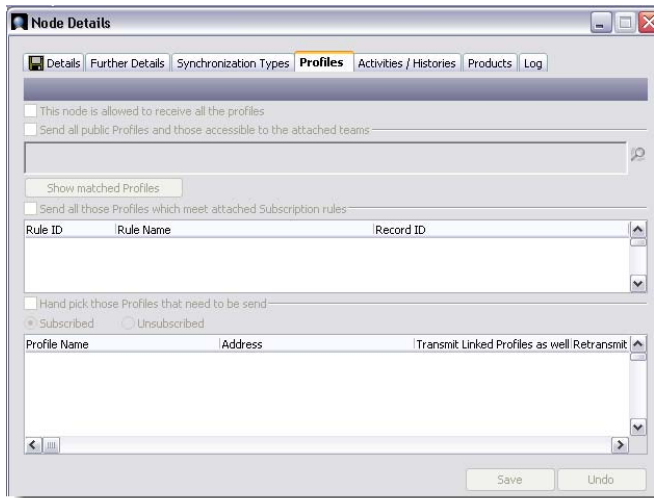 Node Details
Details Further Details Synchronization Types Profiles Activities / Histories Products Log
This node is allowed to receive all the profiles
Send all public Profiles and those accessible to the attached teams
Show matched Profiles
Send all those Profiles which meet attached Subscription rules
Rule ID Rule Name Record ID
Hand pick those Profiles that need to be send
Subscribed Unsubscribed
Profile Name Address Transmit Linked Profiles as well Retransmit
Save Undo